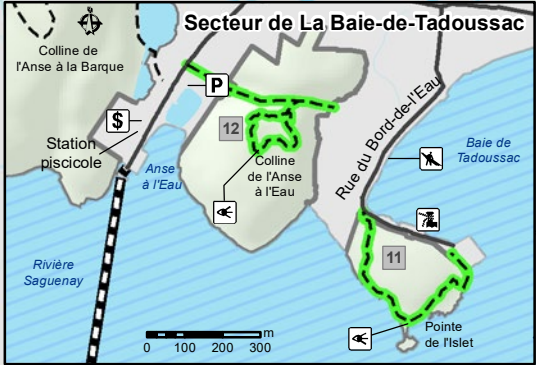 Secteur de La Baie-de-Tadoussac
Colline de
l'Anse à la Barque
P
$
Station
piscicole
12
Anse
à l'Eau
Colline
de l'Anse
à l'Eau
Rue du Bord-de-l'Eau
Baie de
Tadoussac
Rivière
Saguenay
11
Pointe
de l'Islet
m
0 100 200 300